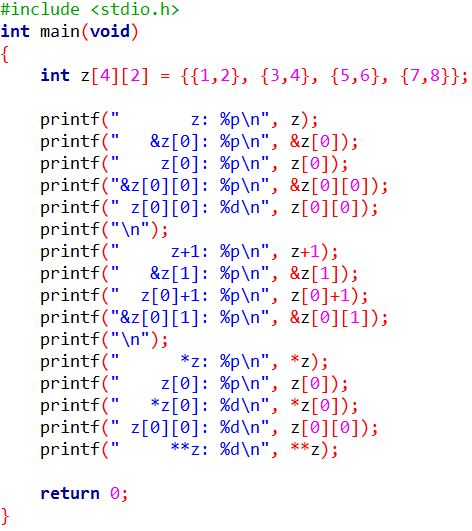 #include <stdio.h>
int main(void)
{
    int z[4][2] = {{1,2}, {3,4}, {5,6}, {7,8}};

    printf("       z: %p\n", z);
    printf("   &z[0]: %p\n", &z[0]);
    printf("    z[0]: %p\n", z[0]);
    printf("&z[0][0]: %p\n", &z[0][0]);
    printf(" z[0][0]: %d\n", z[0][0]);
    printf("\n");
    printf("     z+1: %p\n", z+1);
    printf("   &z[1]: %p\n", &z[1]);
    printf("  z[0]+1: %p\n", z[0]+1);
    printf("&z[0][1]: %p\n", &z[0][1]);
    printf("\n");
    printf("      *z: %p\n", *z);
    printf("    z[0]: %p\n", z[0]);
    printf("   *z[0]: %d\n", *z[0]);
    printf(" z[0][0]: %d\n", z[0][0]);
    printf("     **z: %d\n", **z);

    return 0;
}